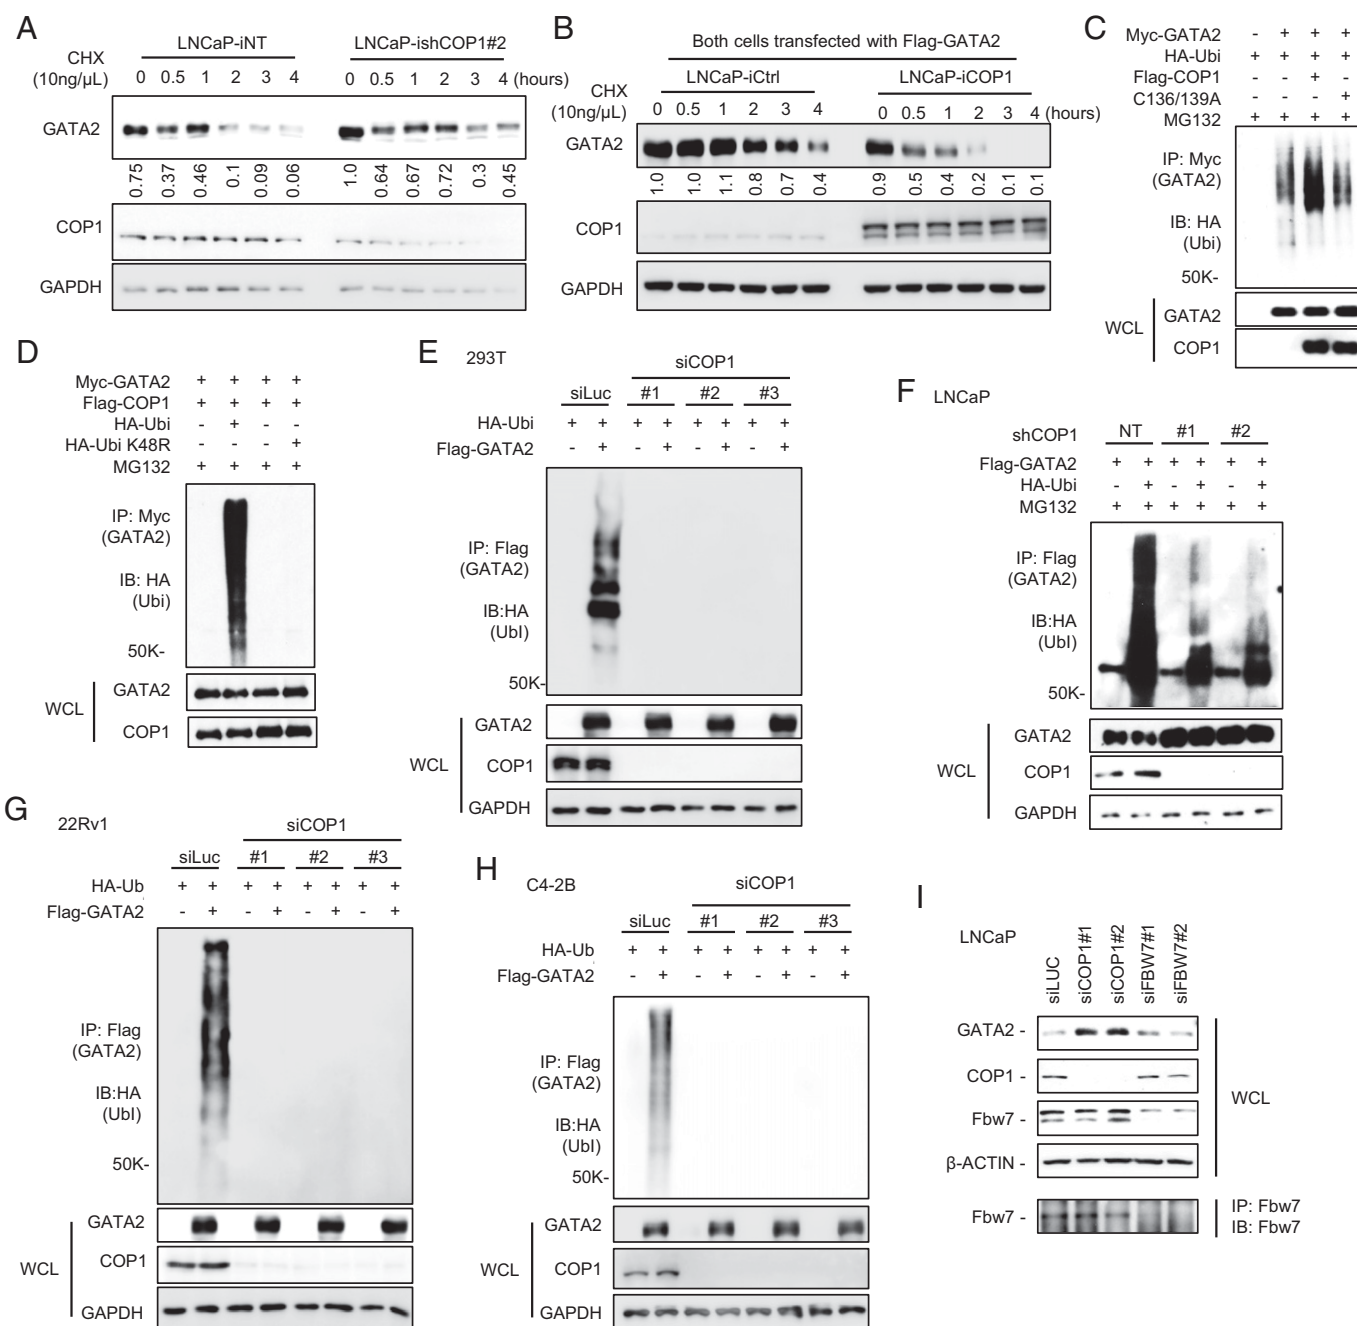 A
LNCaP-iNT
LNCaP-ishCOP1#2
CHX
(10ng/µL)
0 0.5 1 2 3 4
0 0.5 1 2 3 4 (hours)
GATA2
0.75 0.37 0.46 0.1 0.09 0.06
1.0 0.64 0.67 0.72 0.3 0.45
COP1
GAPDH
B
Both cells transfected with Flag-GATA2
LNCaP-iCtrl
LNCaP-iCOP1
CHX
(10ng/µL)
0 0.5 1 2 3 4
0 0.5 1 2 3 4 (hours)
GATA2
1.0 1.0 1.1 0.8 0.7 0.4
0.9 0.5 0.4 0.2 0.1 0.1
COP1
GAPDH
C
Myc-GATA2 - + + +
HA-Ubi + + + +
Flag-COP1 - - + -
C136/139A - - - +
MG132 + + + +
IP: Myc
(GATA2)
IB: HA
(Ubi)
50K-
WCL
GATA2
COP1
D
Myc-GATA2 + + + +
Flag-COP1 + + + +
HA-Ubi - + - -
HA-Ubi K48R - - - +
MG132 + + + +
IP: Myc
(GATA2)
IB: HA
(Ubi)
50K-
WCL
GATA2
COP1
E
293T
siCOP1
siLuc #1 #2 #3
HA-Ubi + + + + + + + +
Flag-GATA2 - + - + - + - +
IP: Flag
(GATA2)
IB:HA
(UbI)
50K-
WCL
GATA2
COP1
GAPDH
F
LNCaP
shCOP1 NT #1 #2
Flag-GATA2 + + + + + +
HA-Ubi - + - + - +
MG132 + + + + + +
IP: Flag
(GATA2)
IB:HA
(UbI)
50K-
WCL
GATA2
COP1
GAPDH
G
22Rv1
siCOP1
siLuc #1 #2 #3
HA-Ub + + + + + + + +
Flag-GATA2 - + - + - + - +
IP: Flag
(GATA2)
IB:HA
(UbI)
50K-
WCL
GATA2
COP1
GAPDH
H
C4-2B
siCOP1
siLuc #1 #2 #3
HA-Ub + + + + + + + +
Flag-GATA2 - + - + - + - +
IP: Flag
(GATA2)
IB:HA
(UbI)
50K-
WCL
GATA2
COP1
GAPDH
I
LNCaP
siLUC siCOP1#1 siCOP1#2 siFBW7#1 siFBW7#2
GATA2 -
COP1 -
Fbw7 -
β-ACTIN -
WCL
Fbw7 -
IP: Fbw7
IB: Fbw7